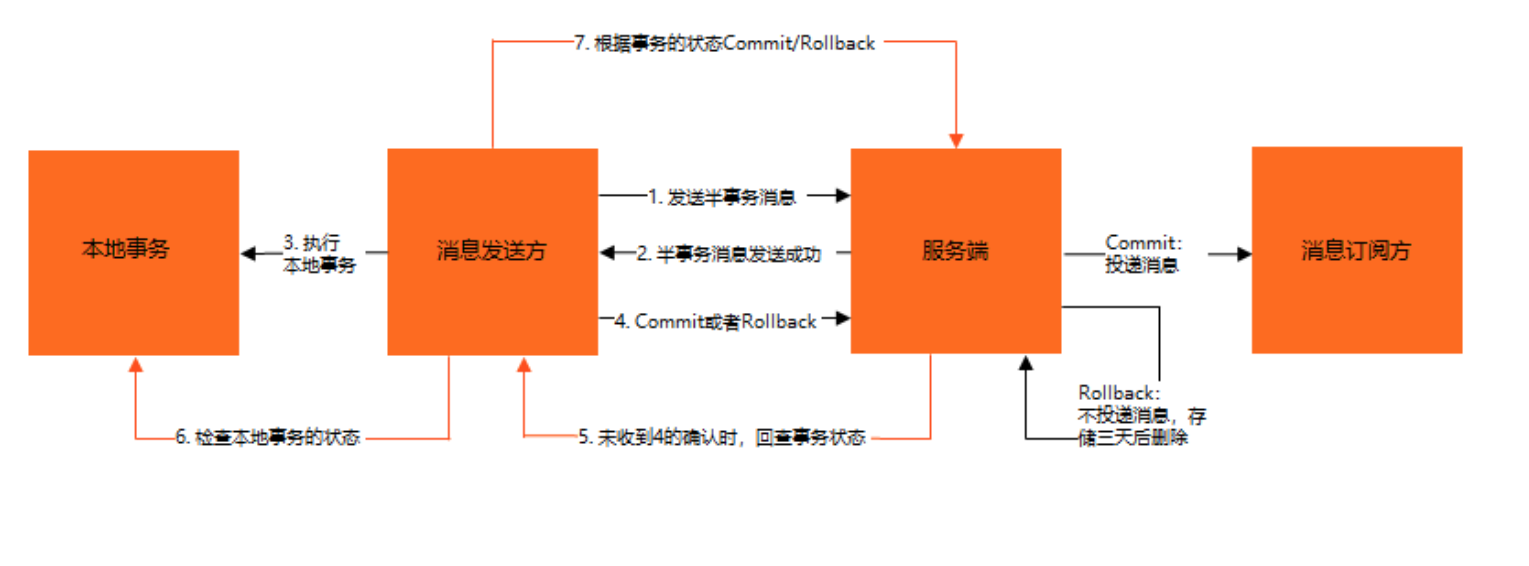 7. 根据事务的状态Commit/Rollback
本地事务
3. 执行
本地事务
消息发送方
1. 发送半事务消息
2. 半事务消息发送成功
4. Commit或者Rollback
服务端
Commit:
投递消息
消息订阅方
Rollback:
不投递消息，存
储三天后删除
6. 检查本地事务的状态
5. 未收到4的确认时，回查事务状态